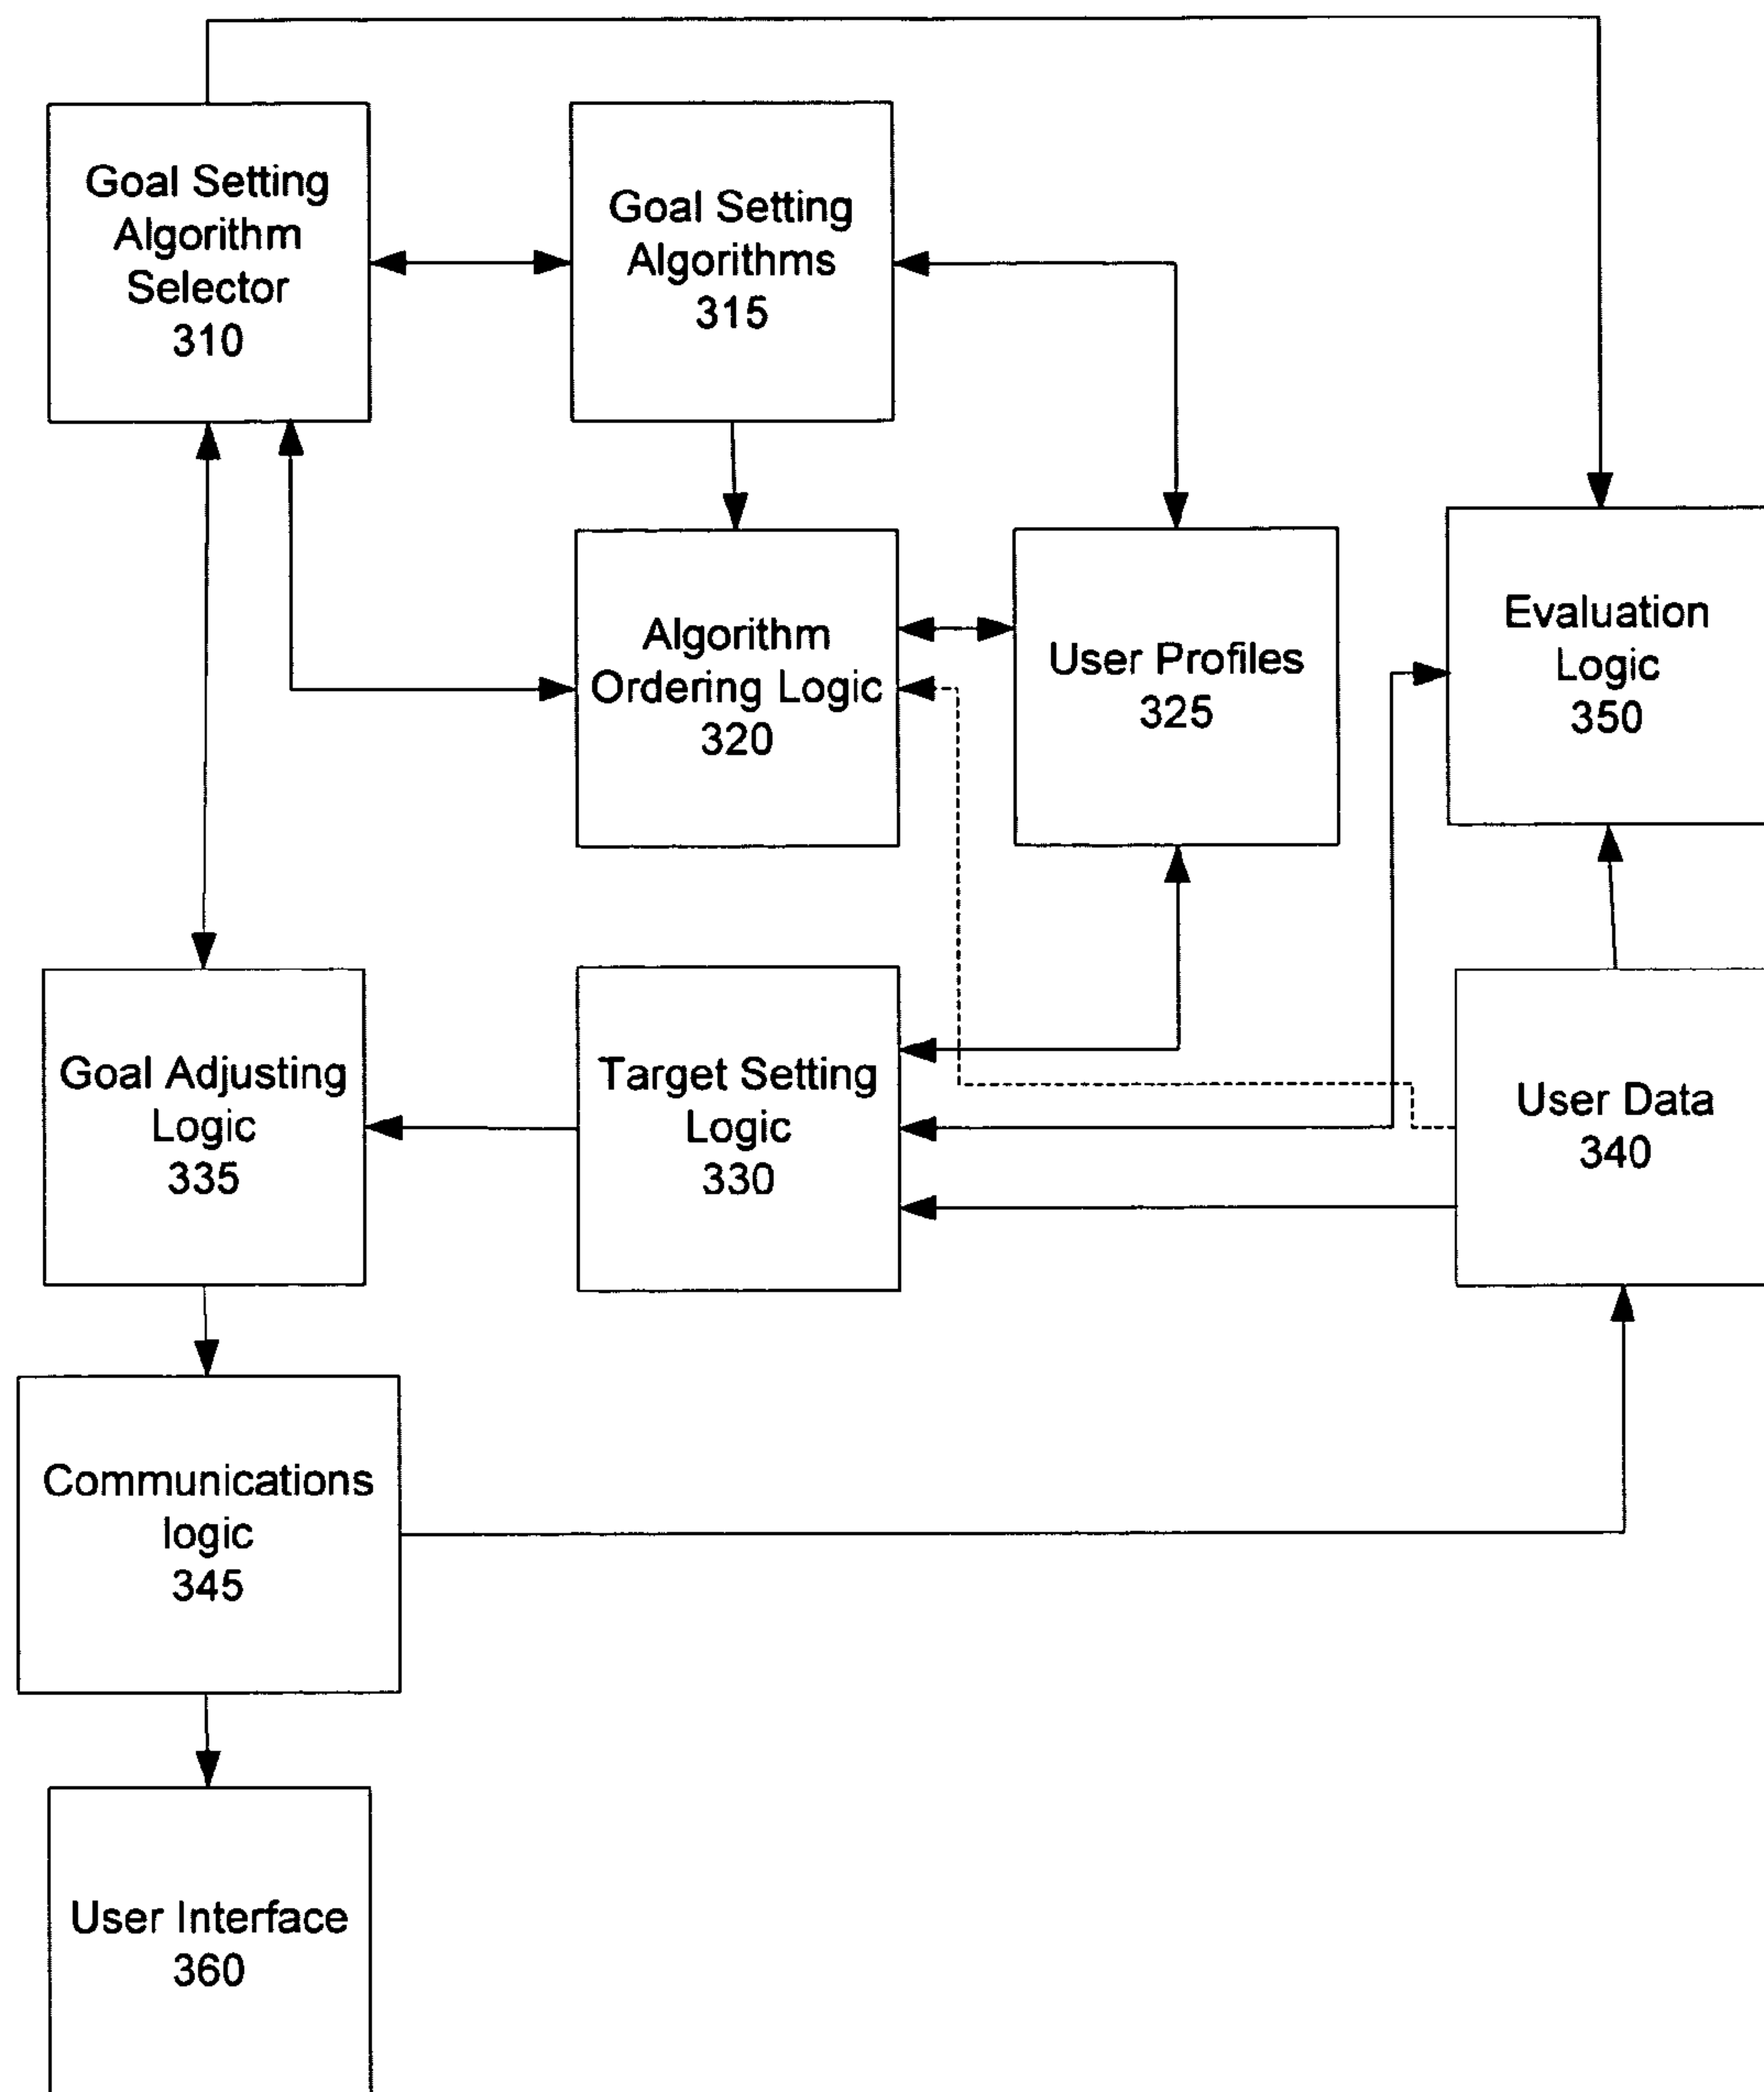 Goal Setting
Algorithm
Selector
310
Goal Setting
Algorithms
315
Algorithm
Ordering Logic
320
User Profiles
325
Evaluation
Logic
350
Goal Adjusting
Logic
335
Target Setting
Logic
330
User Data
340
Communications
logic
345
User Interface
360